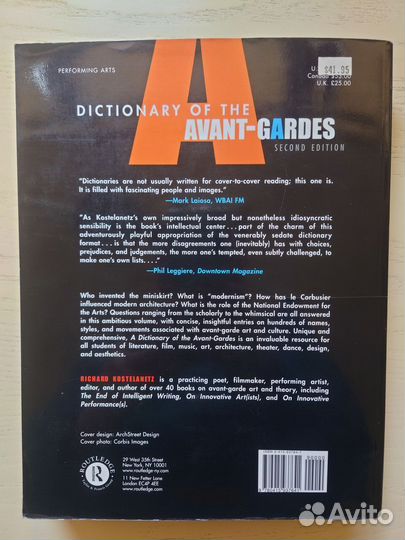 PERFORMING ARTS
U.S.
$41.95
Canada $55.00
U.K. £25.00
A
DICTIONARY OF THE
AVANT-GARDES
SECOND EDITION
"Dictionaries are not usually written for cover-to-cover reading; this one is.
It is filled with fascinating people and images."
—Mark Laiosa, WBAI FM
"As Kostelanetz's own impressively broad but nonetheless idiosyncratic
sensibility is the book's intellectual center . . . part of the charm of this
adventurously playful appropriation of the venerably sedate dictionary
format . . . is that the more disagreements one (inevitably) has with choices,
prejudices, and judgements, the more one's tempted, even subtly challenged, to
make one's own lists. . . ."
—Phil Leggiere, Downtown Magazine
Who invented the miniskirt? What is "modernism"? How has le Corbusier
influenced modern architecture? What is the role of the National Endowment for
the Arts? Questions ranging from the scholarly to the whimsical are all answered
in this ambitious volume, with concise, insightful entries on hundreds of names,
styles, and movements associated with avant-garde art and culture. Unique and
comprehensive, A Dictionary of the Avant-Gardes is an invaluable resource for
all students of literature, film, music, art, architecture, theater, dance, design,
and aesthetics.
RICHARD KOSTELANETZ is a practicing poet, filmmaker, performing artist,
editor, and author of over 40 books on avant-garde art and theory, including
The End of Intelligent Writing, On Innovative Art(ists), and On Innovative
Performance(s).
Cover design: ArchStreet Design
Cover photo: Corbis Images
ROUTLEDGE
29 West 35th Street
New York, NY 10001
www.routledge-ny.com
11 New Fetter Lane
London EC4P 4EE
www.routledge.com
90000
Avito